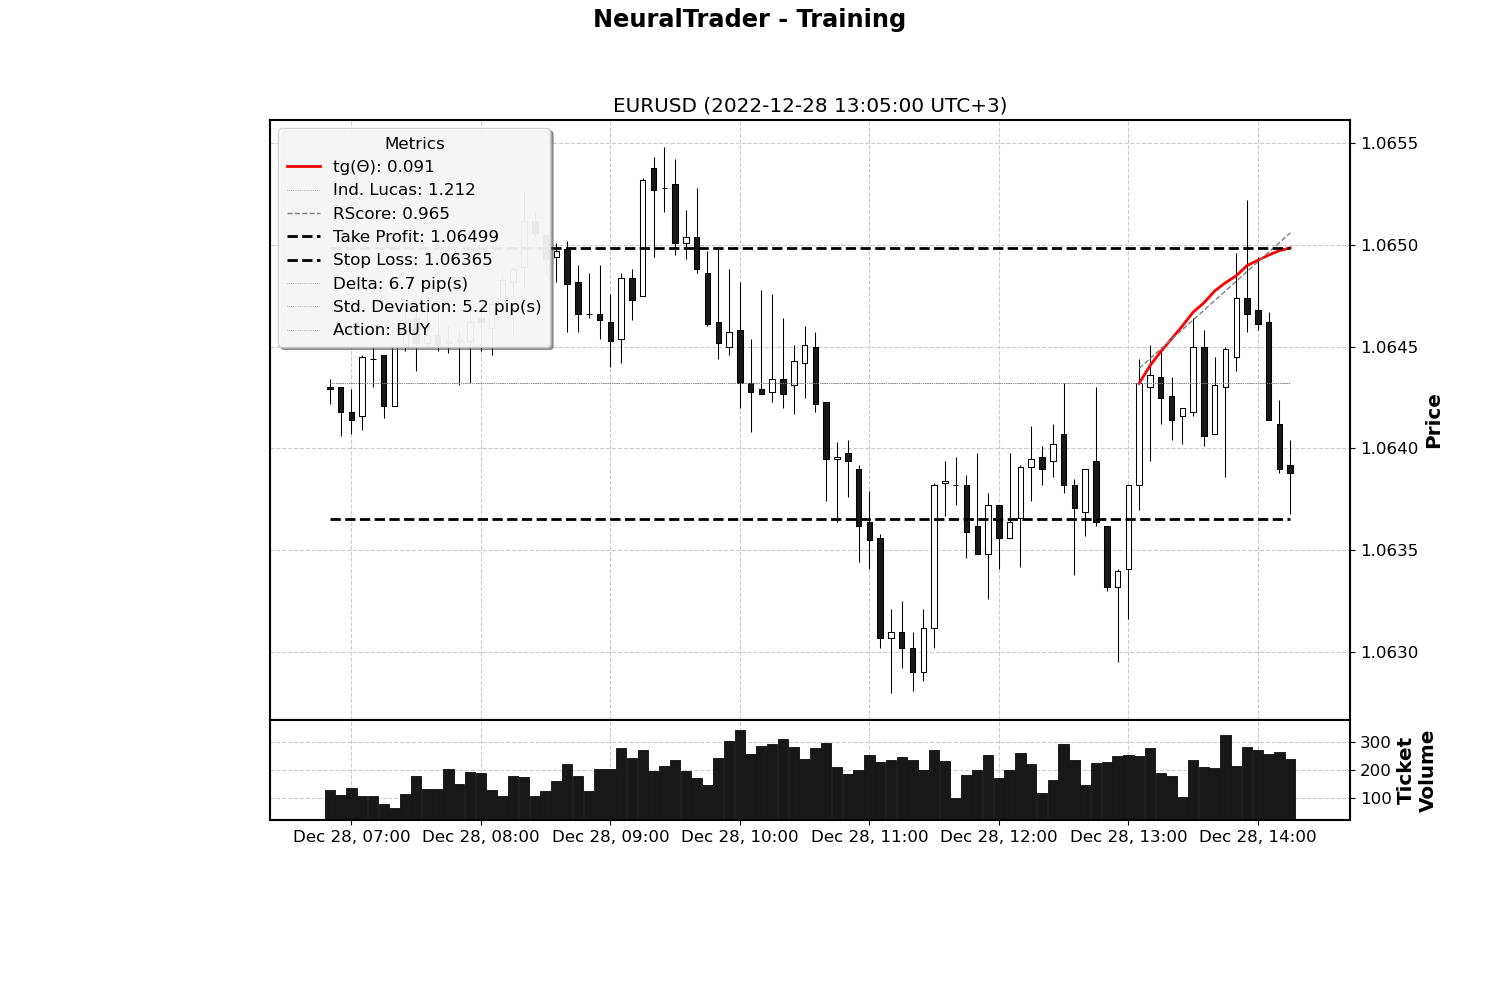 NeuralTrader - Training
EURUSD (2022-12-28 13:05:00 UTC+3)
Metrics
tg(Θ): 0.091
Ind. Lucas: 1.212
RScore: 0.965
Take Profit: 1.06499
Stop Loss: 1.06365
Delta: 6.7 pip(s)
Std. Deviation: 5.2 pip(s)
Action: BUY
1.0655
1.0650
1.0645
1.0640
1.0635
1.0630
Price
300
200
100
Ticket
Volume
Dec 28, 07:00 Dec 28, 08:00 Dec 28, 09:00 Dec 28, 10:00 Dec 28, 11:00 Dec 28, 12:00 Dec 28, 13:00 Dec 28, 14:00